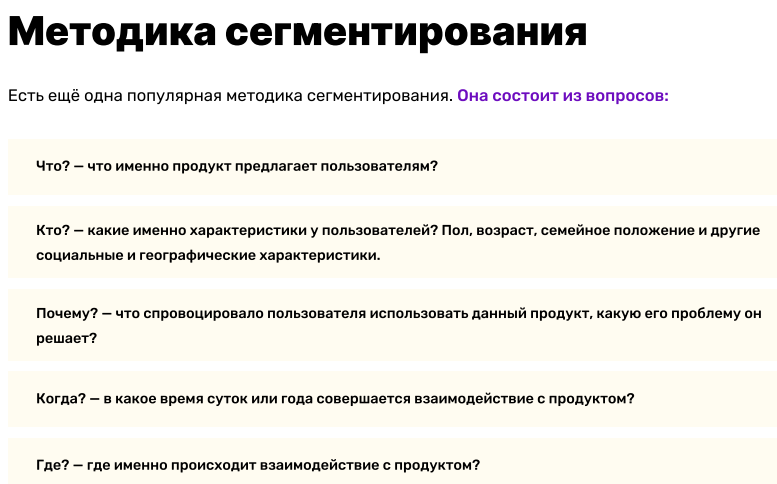 Методика сегментирования
Есть ещё одна популярная методика сегментирования. Она состоит из вопросов:
Что? — что именно продукт предлагает пользователям?
Кто? — какие именно характеристики у пользователей? Пол, возраст, семейное положение и другие
социальные и географические характеристики.
Почему? — что спровоцировало пользователя использовать данный продукт, какую его проблему он
решает?
Когда? — в какое время суток или года совершается взаимодействие с продуктом?
Где? — где именно происходит взаимодействие с продуктом?